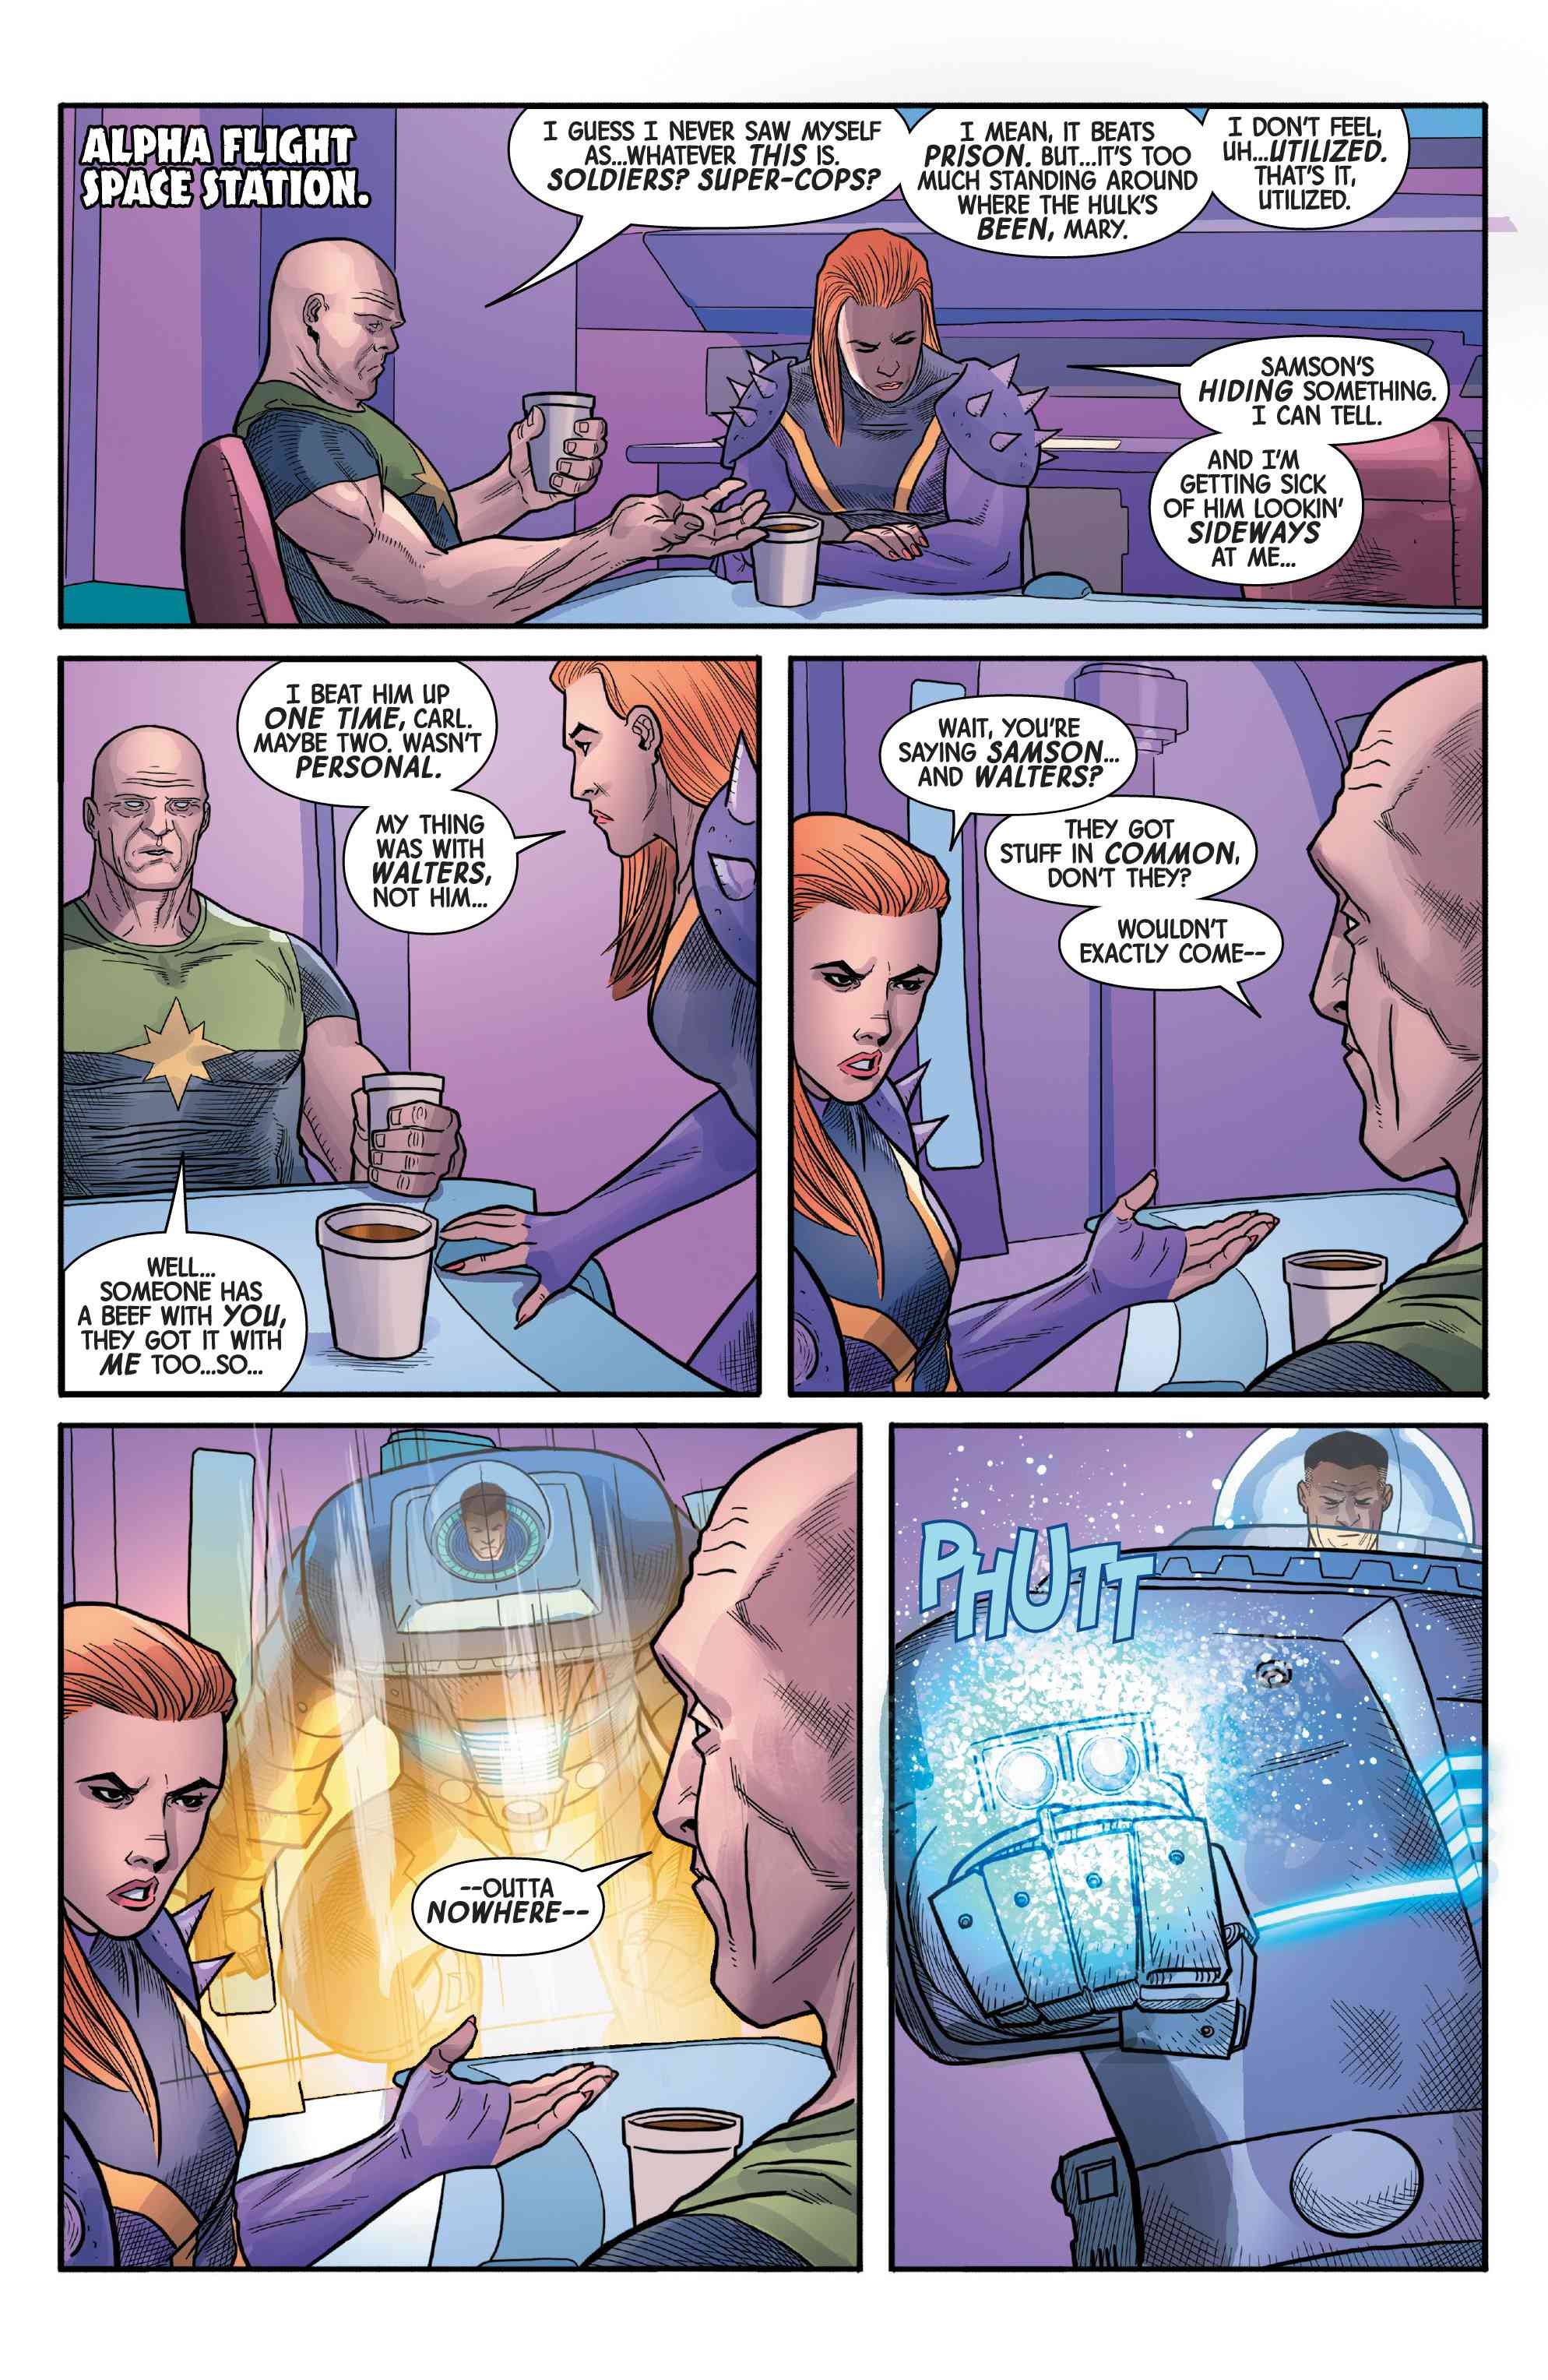 ALPHA FLIGHT
SPACE STATION.
I GUESS I NEVER SAW MYSELF
AS...WHATEVER THIS IS.
SOLDIERS? SUPER-COPS?
I MEAN, IT BEATS
PRISON. BUT...IT'S TOO
MUCH STANDING AROUND
WHERE THE HULK'S
BEEN, MARY.
I DON'T FEEL,
UH...UTILIZED.
THAT'S IT,
UTILIZED.
SAMSON'S
HIDING SOMETHING.
I CAN TELL.
AND I'M
GETTING SICK
OF HIM LOOKIN'
SIDEWAYS
AT ME...
I BEAT HIM UP
ONE TIME, CARL.
MAYBE TWO. WASN'T
PERSONAL.
MY THING
WAS WITH
WALTERS,
NOT HIM...
WELL...
SOMEONE HAS
A BEEF WITH YOU,
THEY GOT IT WITH
ME TOO...SO...
WAIT, YOU'RE
SAYING SAMSON...
AND WALTERS?
THEY GOT
STUFF IN COMMON,
DON'T THEY?
WOULDN'T
EXACTLY COME--
--OUTTA
NOWHERE--
PHUTT